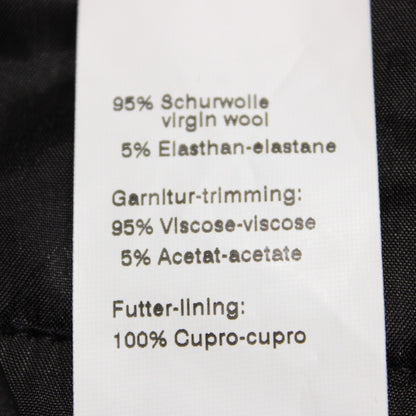 95% Schurwolle
virgin wool
5% Elasthan-elastane
Garnitur-trimming:
95% Viscose-viscose
5% Acetat-acetate
Futter-lining:
100% Cupro-cupro